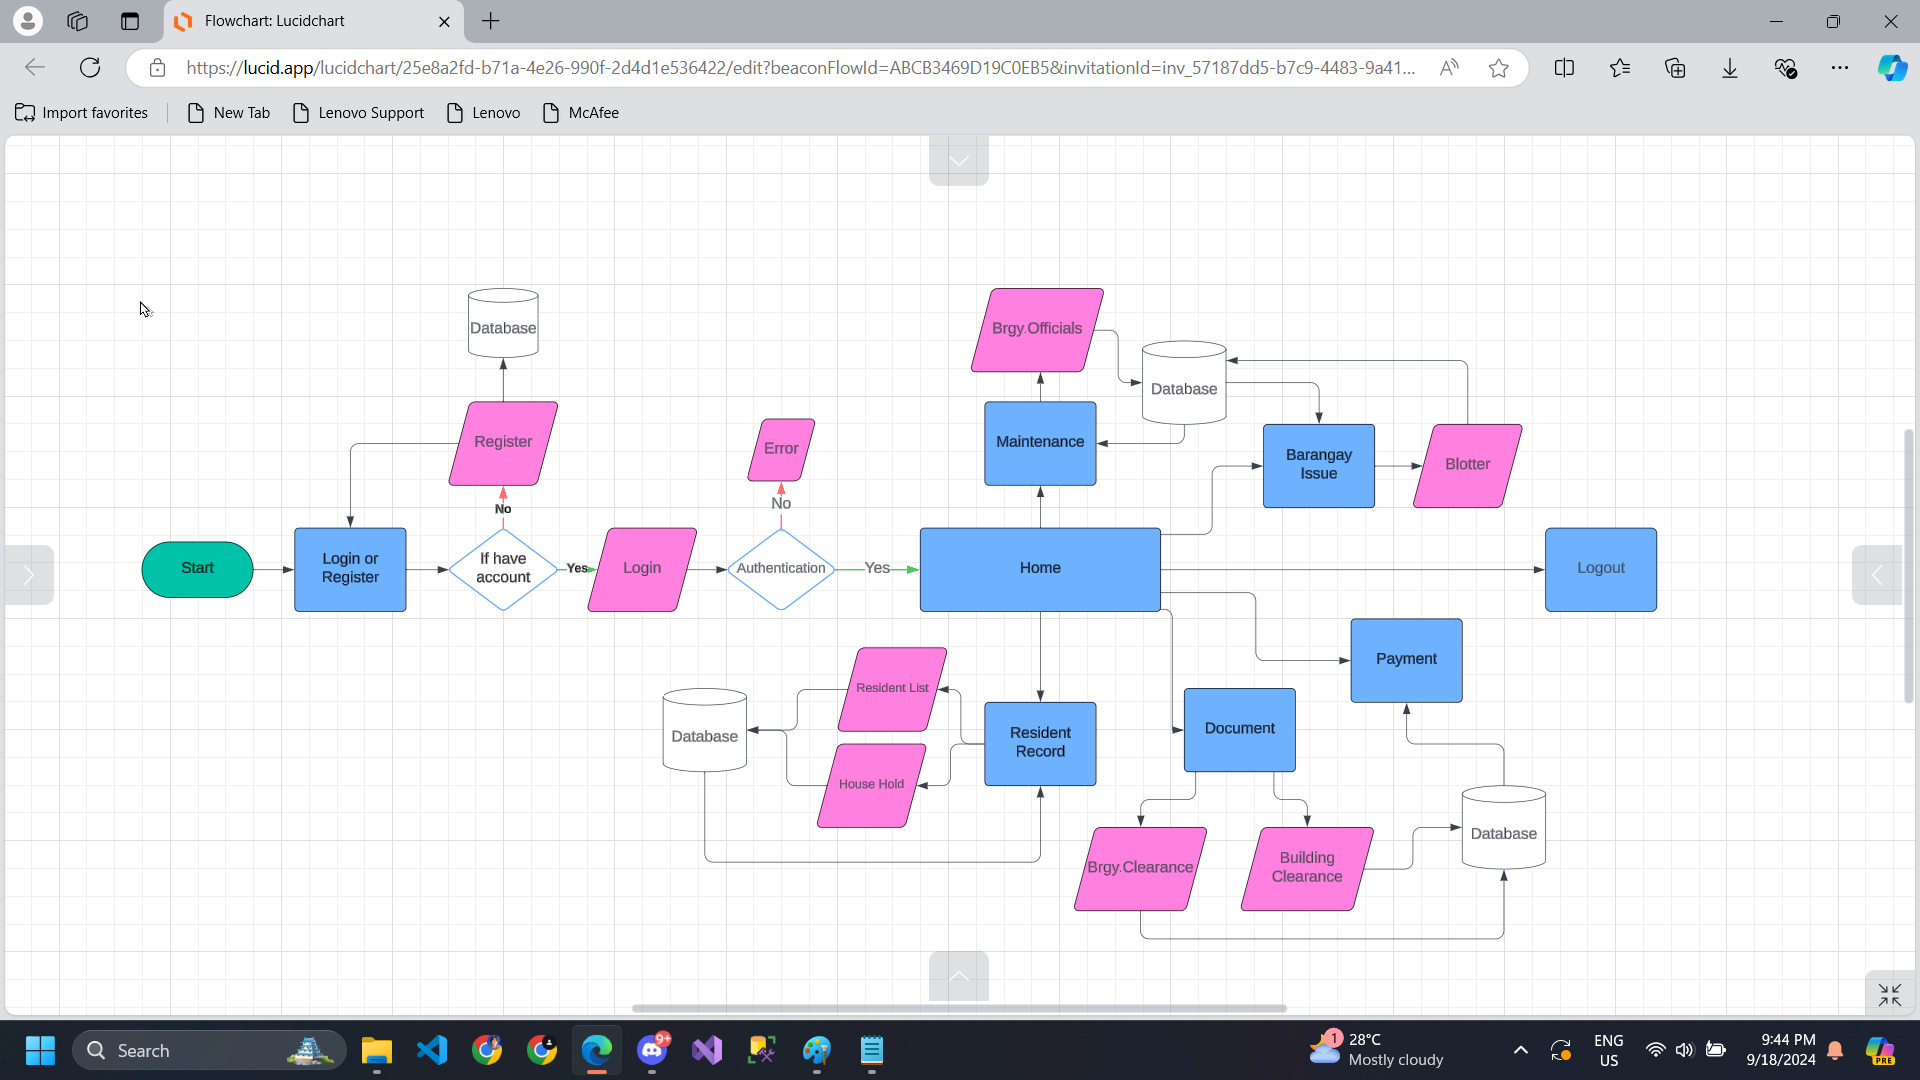 Flowchart: Lucidchart
https://lucid.app/lucidchart/25e8a2fd-b71a-4e26-990f-2d4d1e536422/edit?beaconFlowId=ABCB3469D19C0EB5&invitationId=inv_57187dd5-b7c9-4483-9a41...
Import favorites
New Tab
Lenovo Support
Lenovo
McAfee
Database
Brgy.Officials
Database
Register
Error
Maintenance
Barangay
Issue
Blotter
No
No
Start
Login or
Register
If have
account
Yes
Login
Authentication
Yes
Home
Logout
Payment
Resident List
Database
Resident
Record
Document
House Hold
Database
Brgy.Clearance
Building
Clearance
Search
9+
1
28°C
Mostly cloudy
ENG
US
9:44 PM
9/18/2024
PRE